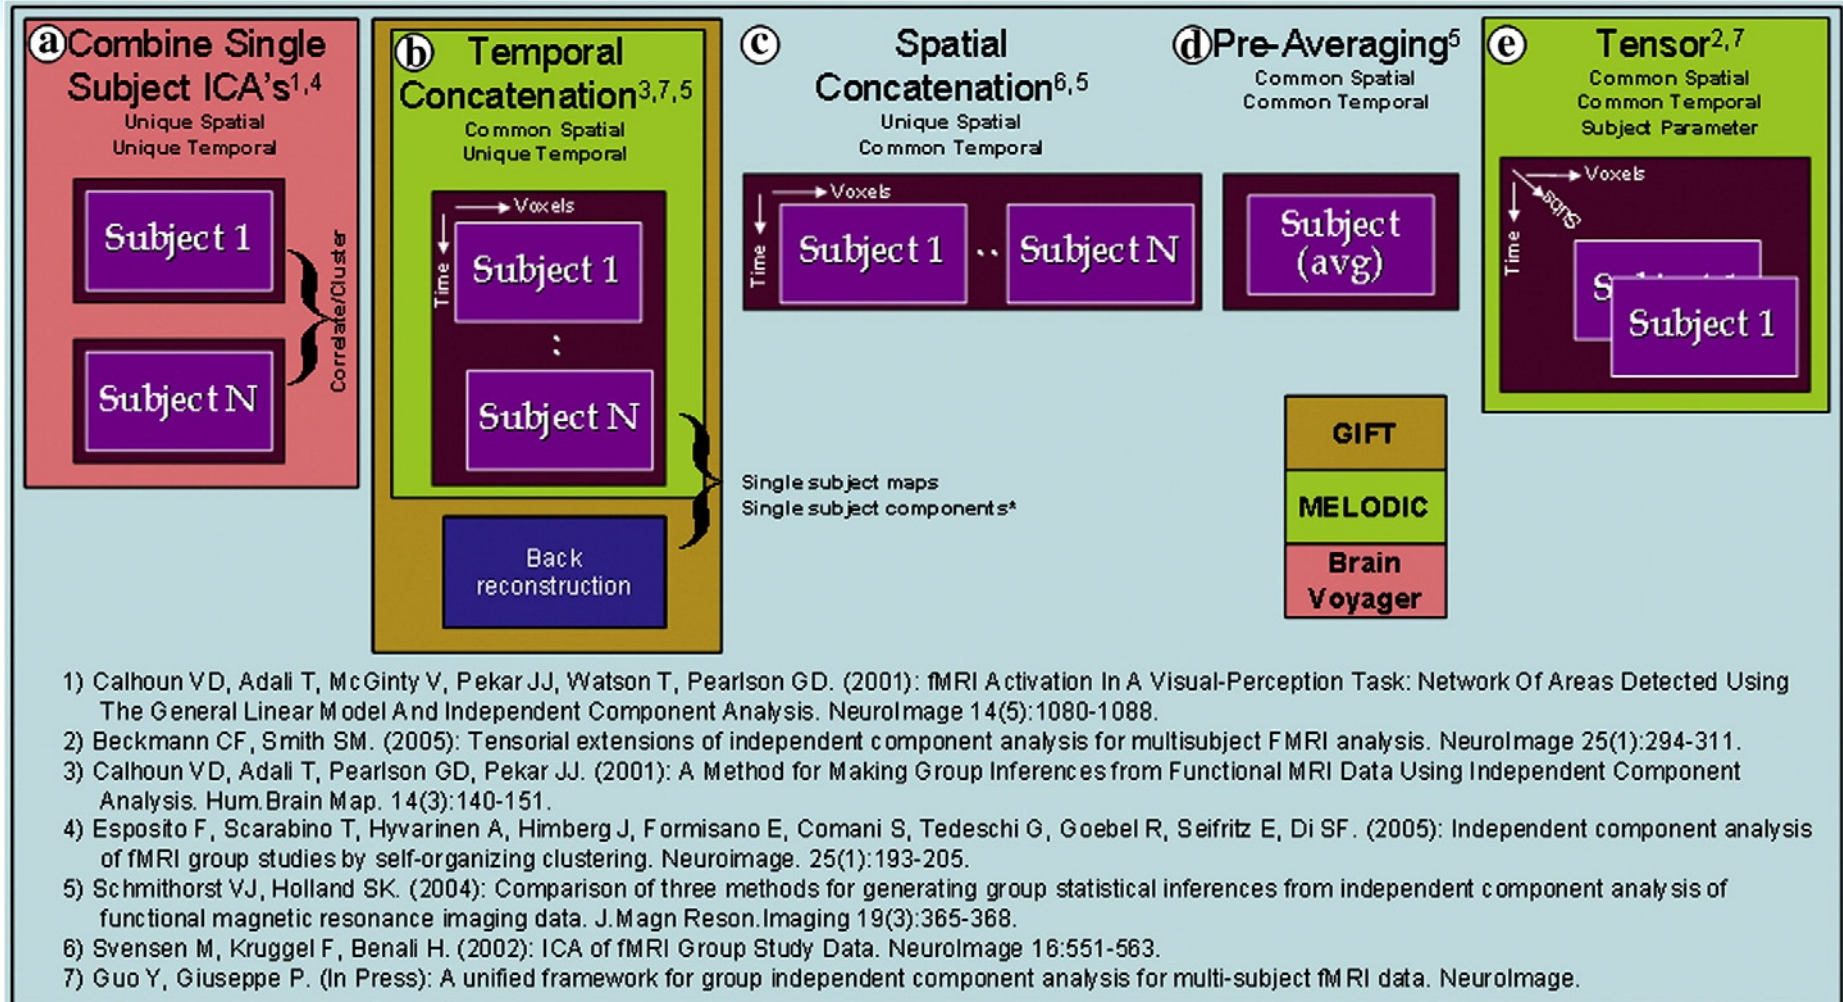 a Combine Single
Subject ICA's1,4
Unique Spatial
Unique Temporal
Subject 1
Subject N
Correlate/Cluster
b Temporal
Concatenation3,7,5
Common Spatial
Unique Temporal
Voxels
Time
Subject 1
:
Subject N
Back
reconstruction
Single subject maps
Single subject components*
c Spatial
Concatenation6,5
Unique Spatial
Common Temporal
Voxels
Time
Subject 1 .. Subject N
d Pre-Averaging5
Common Spatial
Common Temporal
Subject
(avg)
e Tensor2,7
Common Spatial
Common Temporal
Subject Parameter
Voxels
Subs
Time
Subject 1
GIFT
MELODIC
Brain
Voyager
1) Calhoun VD, Adali T, McGinty V, Pekar JJ, Watson T, Pearlson GD. (2001): fMRI Activation In A Visual-Perception Task: Network Of Areas Detected Using
The General Linear Model And Independent Component Analysis. NeuroImage 14(5):1080-1088.
2) Beckmann CF, Smith SM. (2005): Tensorial extensions of independent component analysis for multisubject FMRI analysis. NeuroImage 25(1):294-311.
3) Calhoun VD, Adali T, Pearlson GD, Pekar JJ. (2001): A Method for Making Group Inferences from Functional MRI Data Using Independent Component
Analysis. Hum.Brain Map. 14(3):140-151.
4) Esposito F, Scarabino T, Hyvarinen A, Himberg J, Formisano E, Comani S, Tedeschi G, Goebel R, Seifritz E, Di SF. (2005): Independent component analysis
of fMRI group studies by self-organizing clustering. Neuroimage. 25(1):193-205.
5) Schmithorst VJ, Holland SK. (2004): Comparison of three methods for generating group statistical inferences from independent component analysis of
functional magnetic resonance imaging data. J.Magn Reson.Imaging 19(3):365-368.
6) Svensen M, Kruggel F, Benali H. (2002): ICA of fMRI Group Study Data. NeuroImage 16:551-563.
7) Guo Y, Giuseppe P. (In Press): A unified framework for group independent component analysis for multi-subject fMRI data. NeuroImage.